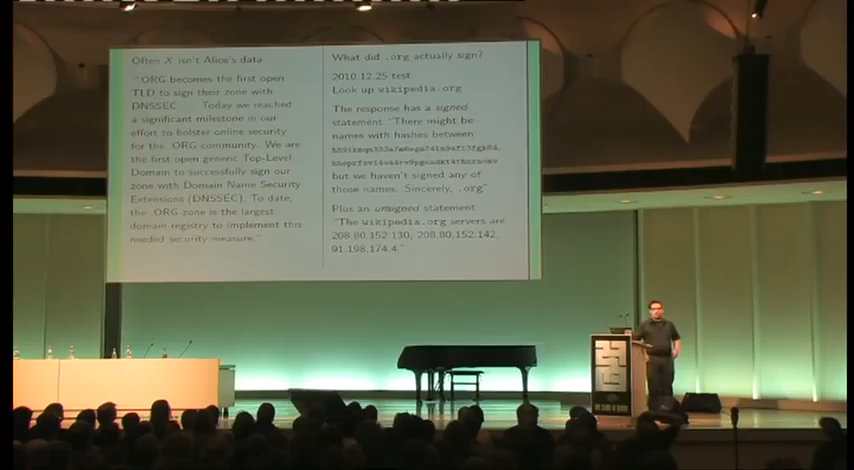 Often X isn't Alice's data
".ORG becomes the first open
TLD to sign their zone with
DNSSEC Today we reached
a significant milestone in our
effort to bolster online security
for the .ORG community. We are
the first open generic Top-Level
Domain to successfully sign our
zone with Domain Name Security
Extensions (DNSSEC). To date,
the .ORG zone is the largest
domain registry to implement this
needed security measure."
What did .org actually sign?
2010.12.25 test
Look up wikipedia.org
The response has a signed
statement "There might be
names with hashes between
but we haven't signed any of
those names. Sincerely, .org"
Plus an unsigned statement
"The wikipedia.org servers are
208.80.152.130, 208.80.152.142,
91.198.174.4."